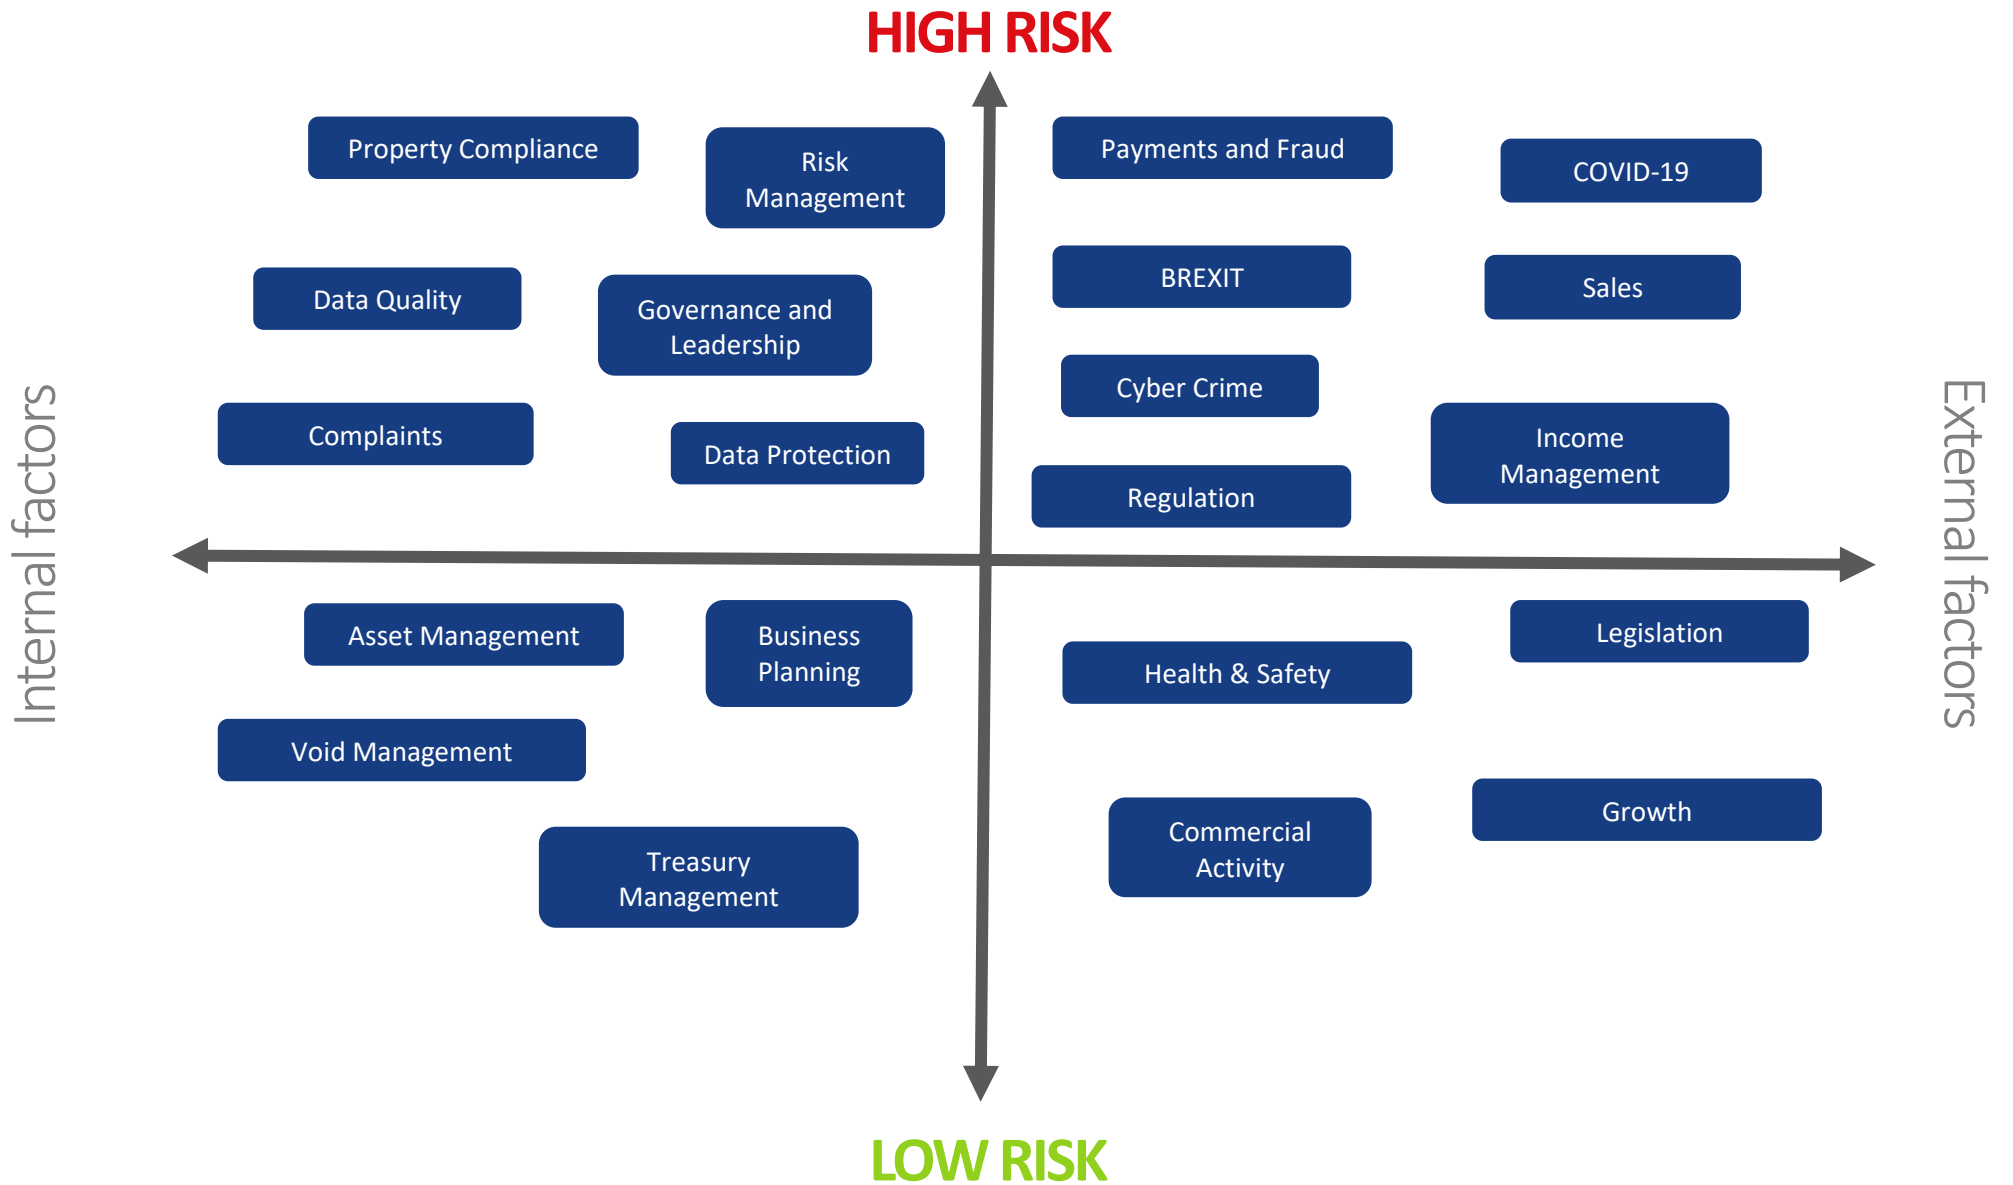 HIGH RISK
Property Compliance
Risk
Management
Payments and Fraud
COVID-19
Data Quality
Governance and
Leadership
BREXIT
Sales
Complaints
Data Protection
Cyber Crime
Income
Management
Regulation
Internal factors
External factors
Asset Management
Business
Planning
Health & Safety
Legislation
Void Management
Treasury
Management
Commercial
Activity
Growth
LOW RISK